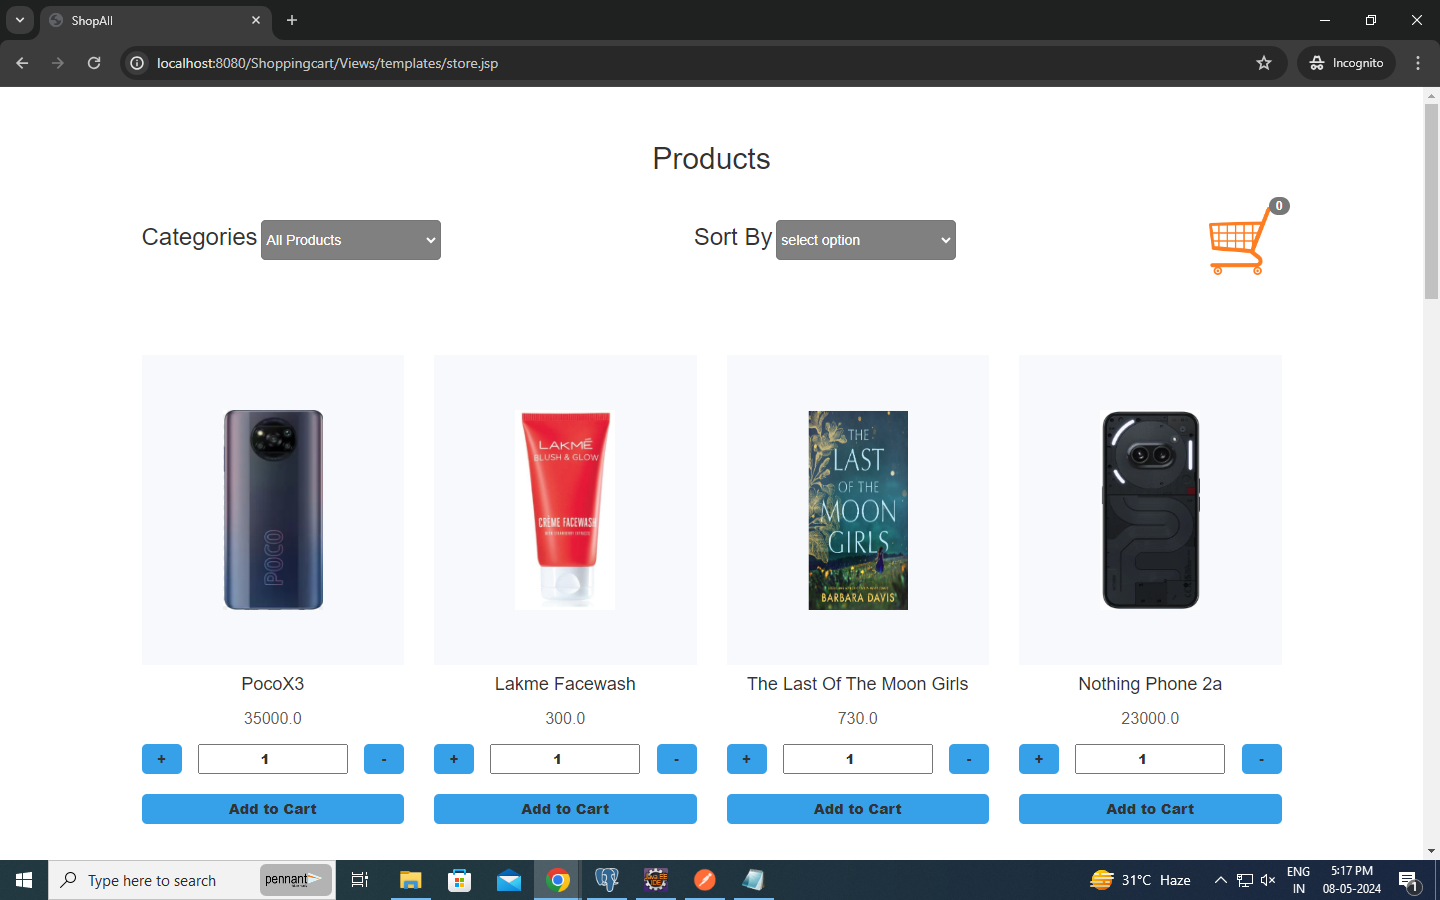 ShopAll
localhost:8080/Shoppingcart/Views/templates/store.jsp
Incognito
Products
Categories All Products
Sort By select option
0
POCO
LAKMÉ
BLUSH & GLOW
CRÈME FACEWASH
THE
LAST
OF THE
MOON
GIRLS
BARBARA DAVIS
PocoX3
Lakme Facewash
The Last Of The Moon Girls
Nothing Phone 2a
35000.0
300.0
730.0
23000.0
+ 1 -
+ 1 -
+ 1 -
+ 1 -
Add to Cart
Add to Cart
Add to Cart
Add to Cart
Type here to search
pennant
31°C Haze
ENG
IN
5:17 PM
08-05-2024
1